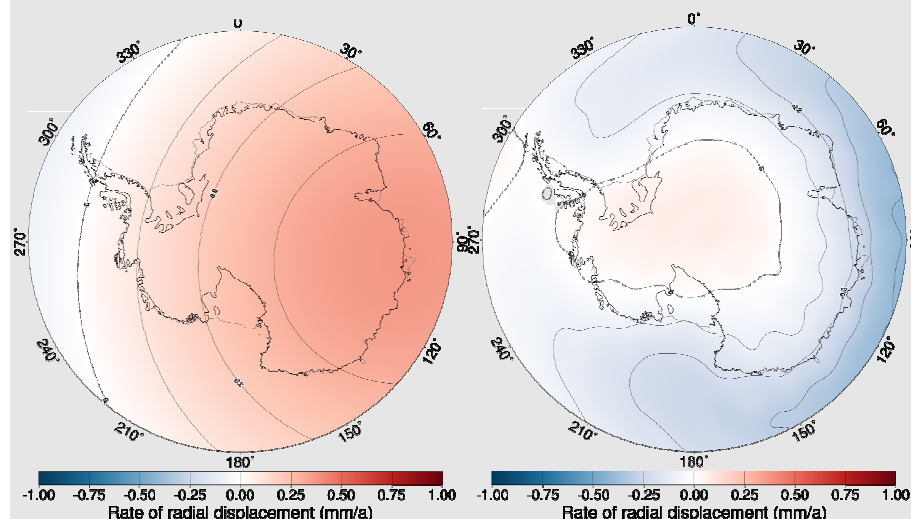 0° 0°
330° 30° 330° 30°
300° 60° 300° 60°
270° 90° 270°
240° 120° 240° 120°
210° 150° 210° 150°
180° 180°
-1.00 -0.75 -0.50 -0.25 0.00 0.25 0.50 0.75 1.00 -1.00 -0.75 -0.50 -0.25 0.00 0.25 0.50 0.75 1.00
Rate of radial displacement (mm/a) Rate of radial displacement (mm/a)